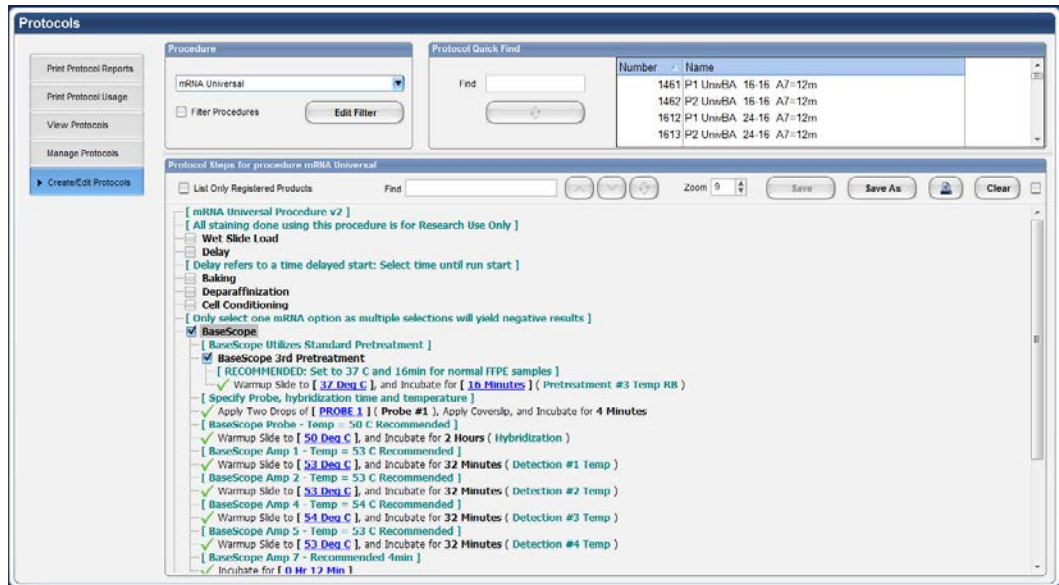 Protocols
Print Protocol Reports
Print Protocol Usage
View Protocols
Manage Protocols
Create/Edit Protocols
Procedure
mRNA Universal
Filter Procedures
Edit Filter
Protocol Quick Find
Find
Number Name
1461 P1 UnivBA 16-16 A7=12m
1462 P2 UnivBA 16-16 A7=12m
1612 P1 UnivBA 24-16 A7=12m
1613 P2 UnivBA 24-16 A7=12m
Protocol Steps for procedure mRNA Universal
List Only Registered Products
Find
Zoom 9
Save
Save As
Clear
[ mRNA Universal Procedure v2 ]
[ All staining done using this procedure is for Research Use Only ]
Wet Slide Load
Delay
[ Delay refers to a time delayed start: Select time until run start ]
Baking
Deparaffinization
Cell Conditioning
[ Only select one mRNA option as multiple selections will yield negative results ]
BaseScope
[ BaseScope Utilizes Standard Pretreatment ]
BaseScope 3rd Pretreatment
[ RECOMMENDED: Set to 37 C and 16min for normal FFPE samples ]
Warmup Slide to [ 37 Deg C ], and Incubate for [ 16 Minutes ] ( Pretreatment #3 Temp RB )
[ Specify Probe, hybridization time and temperature ]
Apply Two Drops of [ PROBE 1 ] ( Probe #1 ), Apply Coverslip, and Incubate for 4 Minutes
[ BaseScope Probe - Temp = 50 C Recommended ]
Warmup Slide to [ 50 Deg C ], and Incubate for 2 Hours ( Hybridization )
[ BaseScope Amp 1 - Temp = 53 C Recommended ]
Warmup Slide to [ 53 Deg C ], and Incubate for 32 Minutes ( Detection #1 Temp )
[ BaseScope Amp 2 - Temp = 53 C Recommended ]
Warmup Slide to [ 53 Deg C ], and Incubate for 32 Minutes ( Detection #2 Temp )
[ BaseScope Amp 4 - Temp = 54 C Recommended ]
Warmup Slide to [ 54 Deg C ], and Incubate for 32 Minutes ( Detection #3 Temp )
[ BaseScope Amp 5 - Temp = 53 C Recommended ]
Warmup Slide to [ 53 Deg C ], and Incubate for 32 Minutes ( Detection #4 Temp )
[ BaseScope Amp 7 - Recommended 4min ]
Incubate for [ 0 Hr 12 Min ]